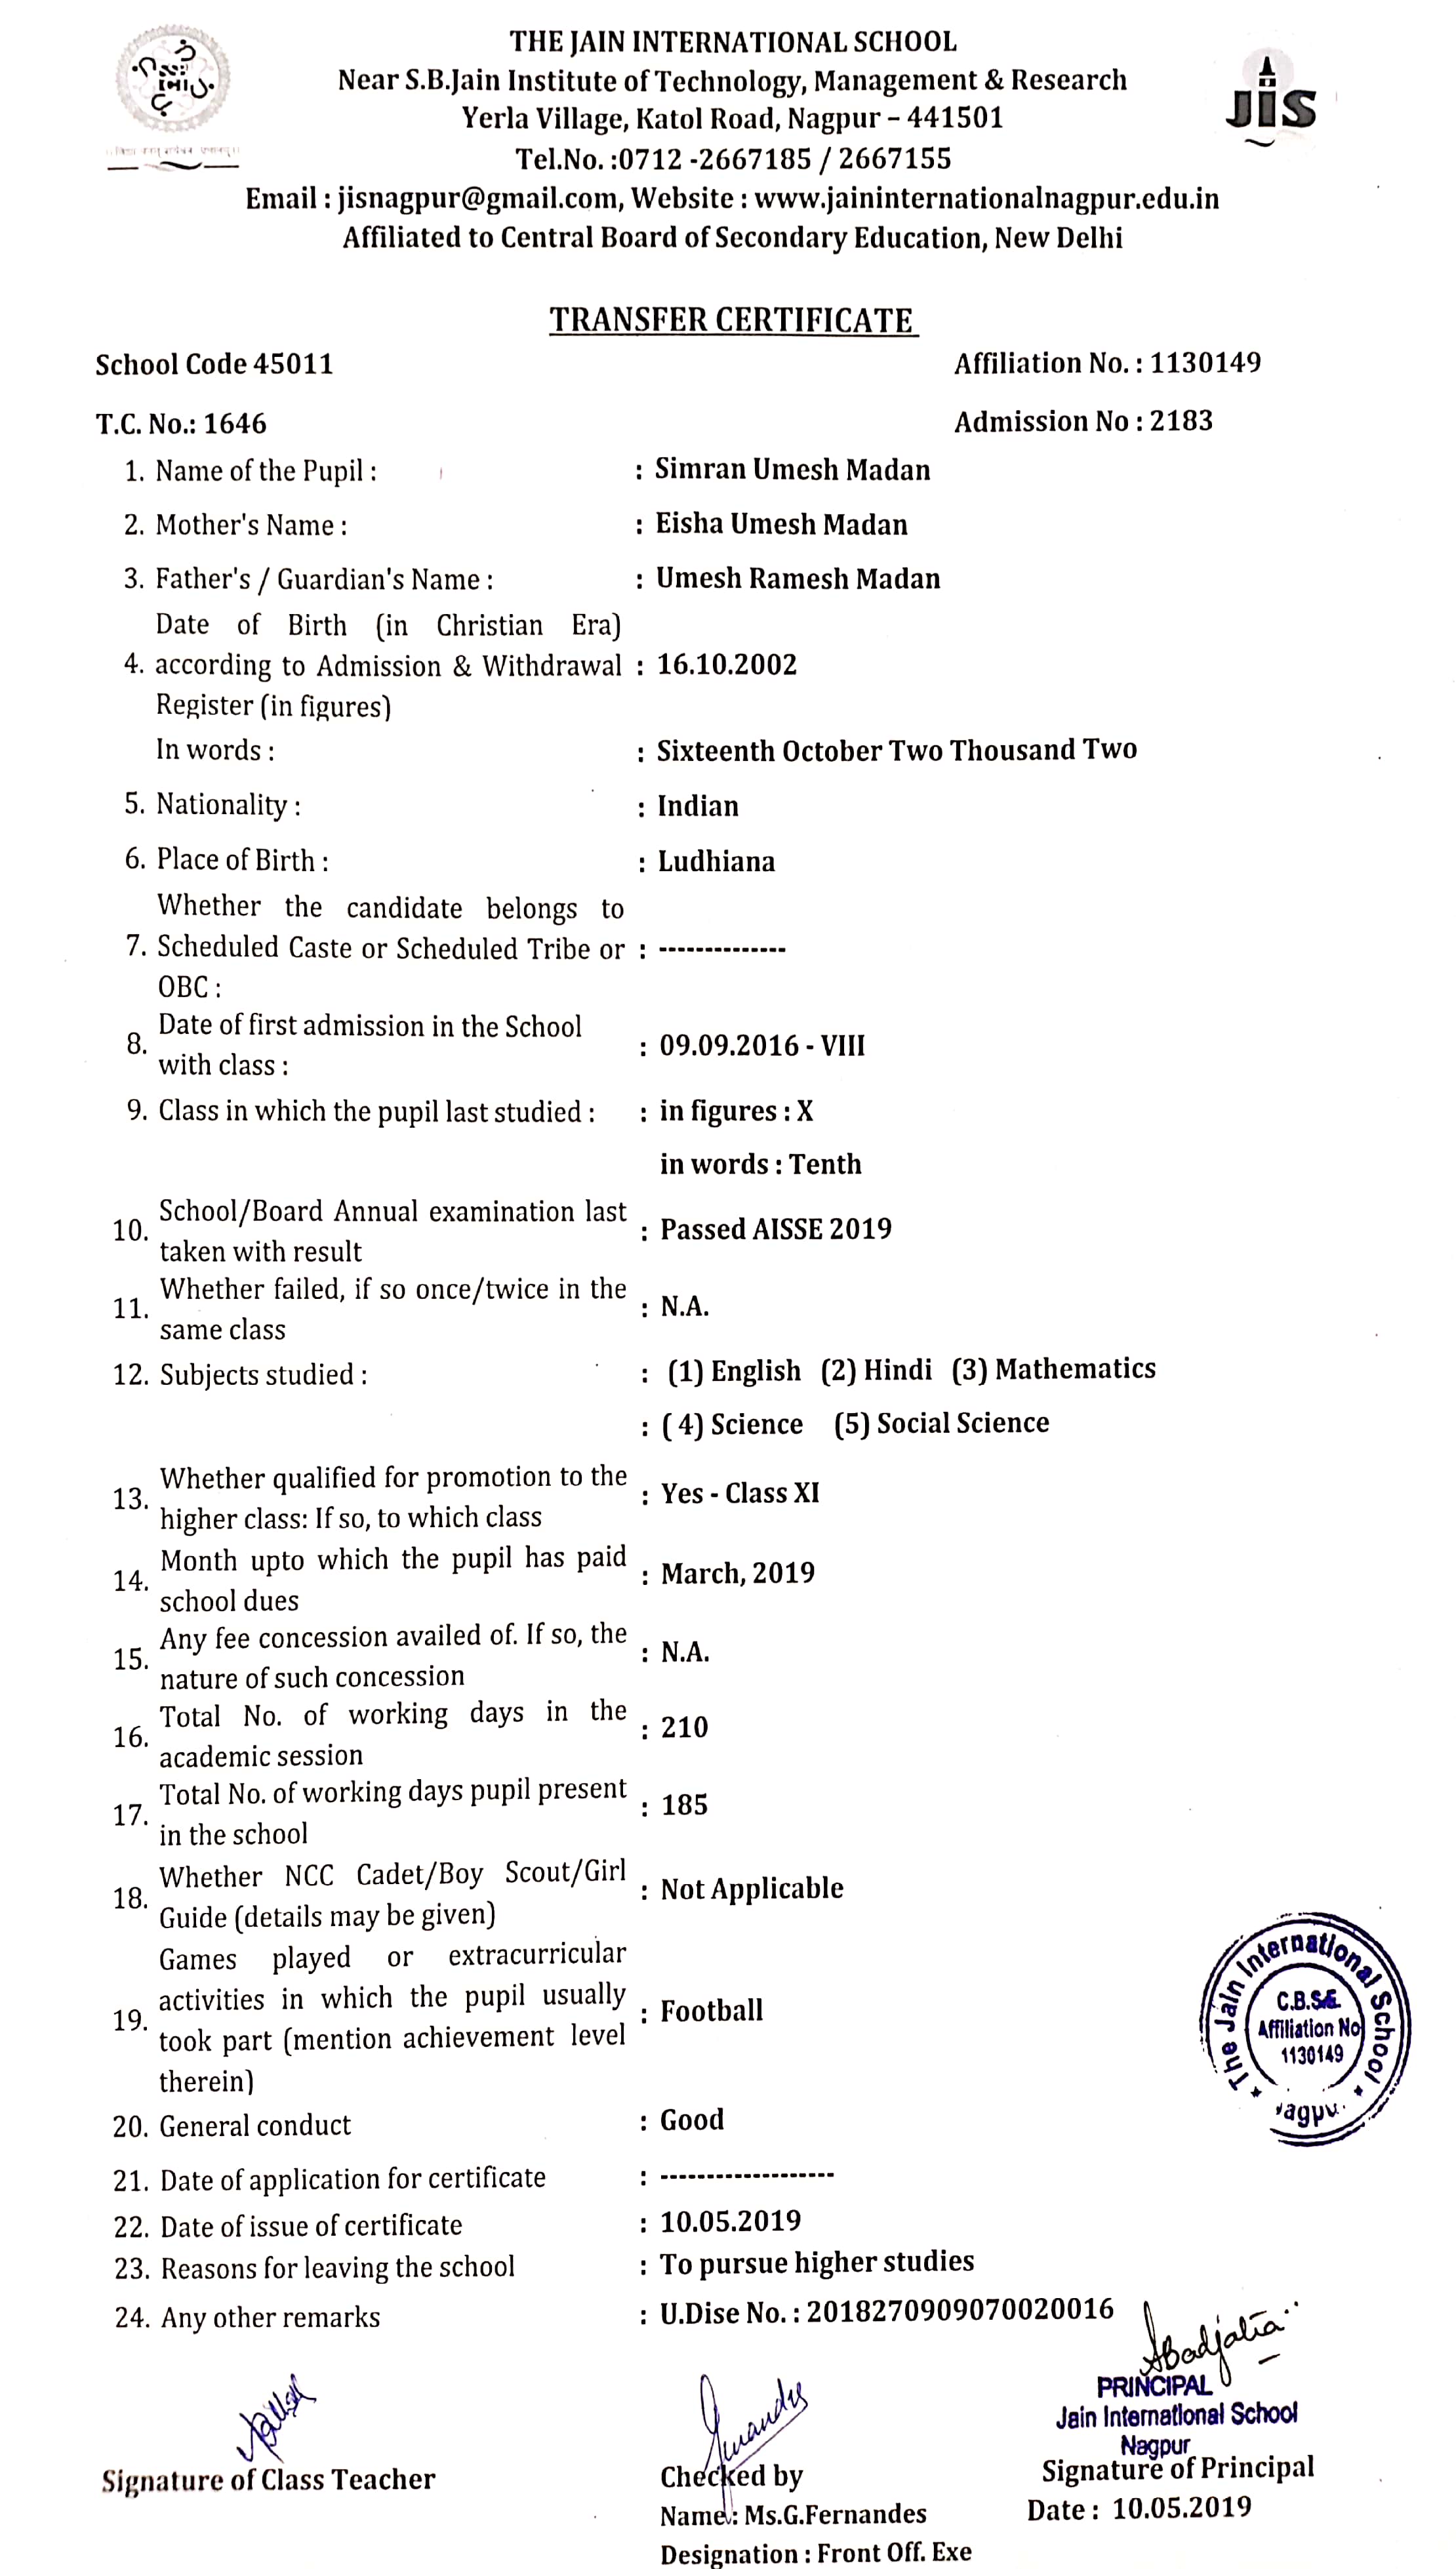 THE JAIN INTERNATIONAL SCHOOL
Near S.B.Jain Institute of Technology, Management & Research
Yerla Village, Katol Road, Nagpur – 441501
JIS
Tel.No. :0712 -2667185 / 2667155
Email : jisnagpur@gmail.com, Website : www.jaininternationalnagpur.edu.in
Affiliated to Central Board of Secondary Education, New Delhi
TRANSFER CERTIFICATE
School Code 45011 Affiliation No. : 1130149
T.C. No.: 1646 Admission No : 2183
1. Name of the Pupil : : Simran Umesh Madan
2. Mother's Name : : Eisha Umesh Madan
3. Father's / Guardian's Name : : Umesh Ramesh Madan
Date of Birth (in Christian Era)
4. according to Admission & Withdrawal : 16.10.2002
Register (in figures)
In words : : Sixteenth October Two Thousand Two
5. Nationality : : Indian
6. Place of Birth : : Ludhiana
Whether the candidate belongs to
7. Scheduled Caste or Scheduled Tribe or : --------------
OBC :
8. Date of first admission in the School
with class : : 09.09.2016 - VIII
9. Class in which the pupil last studied : : in figures : X
in words : Tenth
10. School/Board Annual examination last
taken with result : Passed AISSE 2019
11. Whether failed, if so once/twice in the
same class : N.A.
12. Subjects studied : : (1) English (2) Hindi (3) Mathematics
: ( 4) Science (5) Social Science
13. Whether qualified for promotion to the
higher class: If so, to which class : Yes - Class XI
14. Month upto which the pupil has paid
school dues : March, 2019
15. Any fee concession availed of. If so, the
nature of such concession : N.A.
16. Total No. of working days in the
academic session : 210
17. Total No. of working days pupil present
in the school : 185
18. Whether NCC Cadet/Boy Scout/Girl
Guide (details may be given) : Not Applicable
Games played or extracurricular
19. activities in which the pupil usually : Football
took part (mention achievement level
therein)
The Jain International School
C.B.S.E.
Affiliation No
1130149
20. General conduct : Good
21. Date of application for certificate : -------------------
22. Date of issue of certificate : 10.05.2019
23. Reasons for leaving the school : To pursue higher studies
24. Any other remarks : U.Dise No. : 2018270909070020016
PRINCIPAL
Jain International School
Nagpur
Signature of Class Teacher Checked by Signature of Principal
Name : Ms.G.Fernandes Date : 10.05.2019
Designation : Front Off. Exe